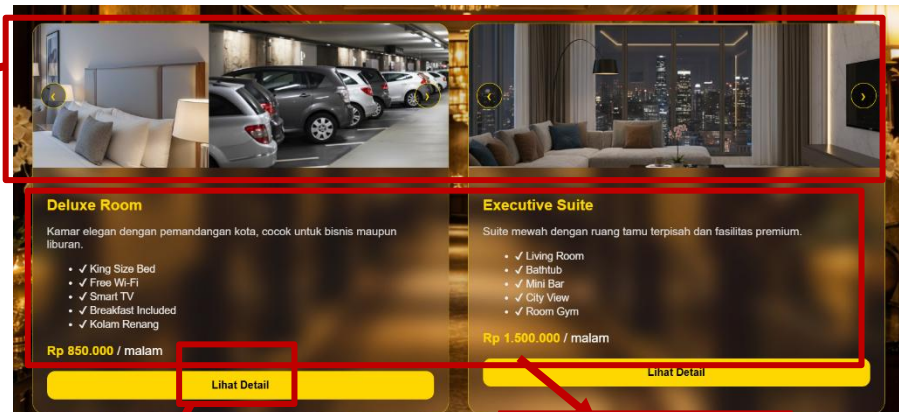 Deluxe Room
Kamar elegan dengan pemandangan kota, cocok untuk bisnis maupun
liburan.
• ✓ King Size Bed
• ✓ Free Wi-Fi
• ✓ Smart TV
• ✓ Breakfast Included
• ✓ Kolam Renang
Rp 850.000 / malam
Lihat Detail
Executive Suite
Suite mewah dengan ruang tamu terpisah dan fasilitas premium.
• ✓ Living Room
• ✓ Bathtub
• ✓ Mini Bar
• ✓ City View
• ✓ Room Gym
Rp 1.500.000 / malam
Lihat Detail